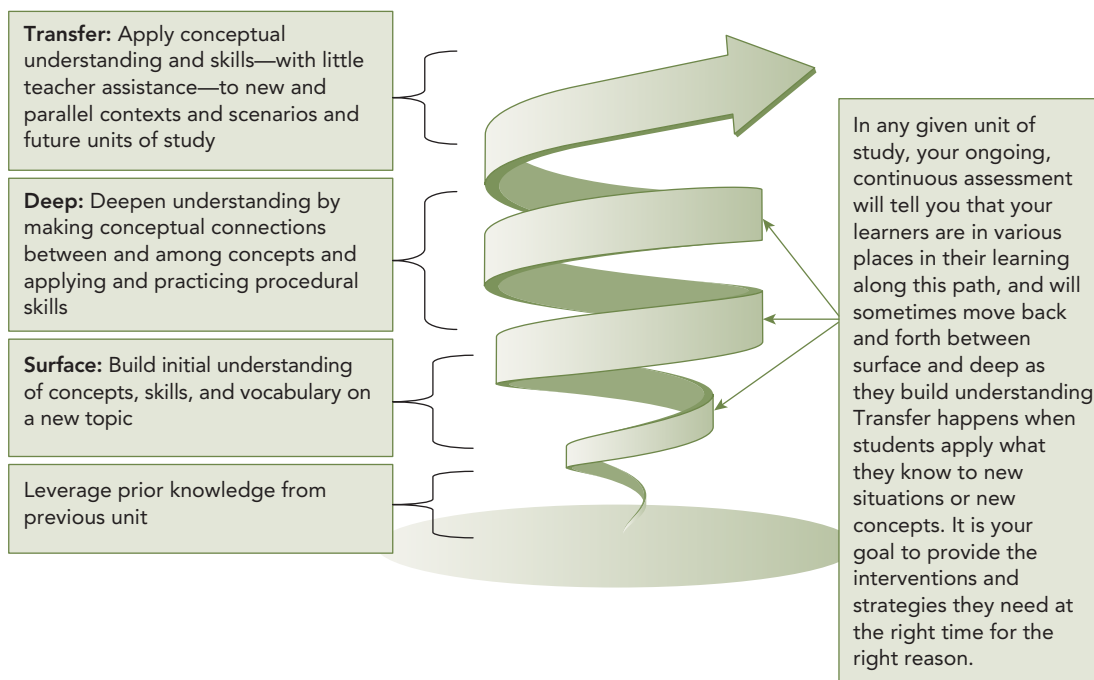 Transfer: Apply conceptual
understanding and skills—with little
teacher assistance—to new and
parallel contexts and scenarios and
future units of study
Deep: Deepen understanding by
making conceptual connections
between and among concepts and
applying and practicing procedural
skills
Surface: Build initial understanding
of concepts, skills, and vocabulary on
a new topic
Leverage prior knowledge from
previous unit
In any given unit of
study, your ongoing,
continuous assessment
will tell you that your
learners are in various
places in their learning
along this path, and will
sometimes move back
and forth between
surface and deep as
they build understanding
Transfer happens when
students apply what
they know to new
situations or new
concepts. It is your
goal to provide the
interventions and
strategies they need at
the right time for the
right reason.